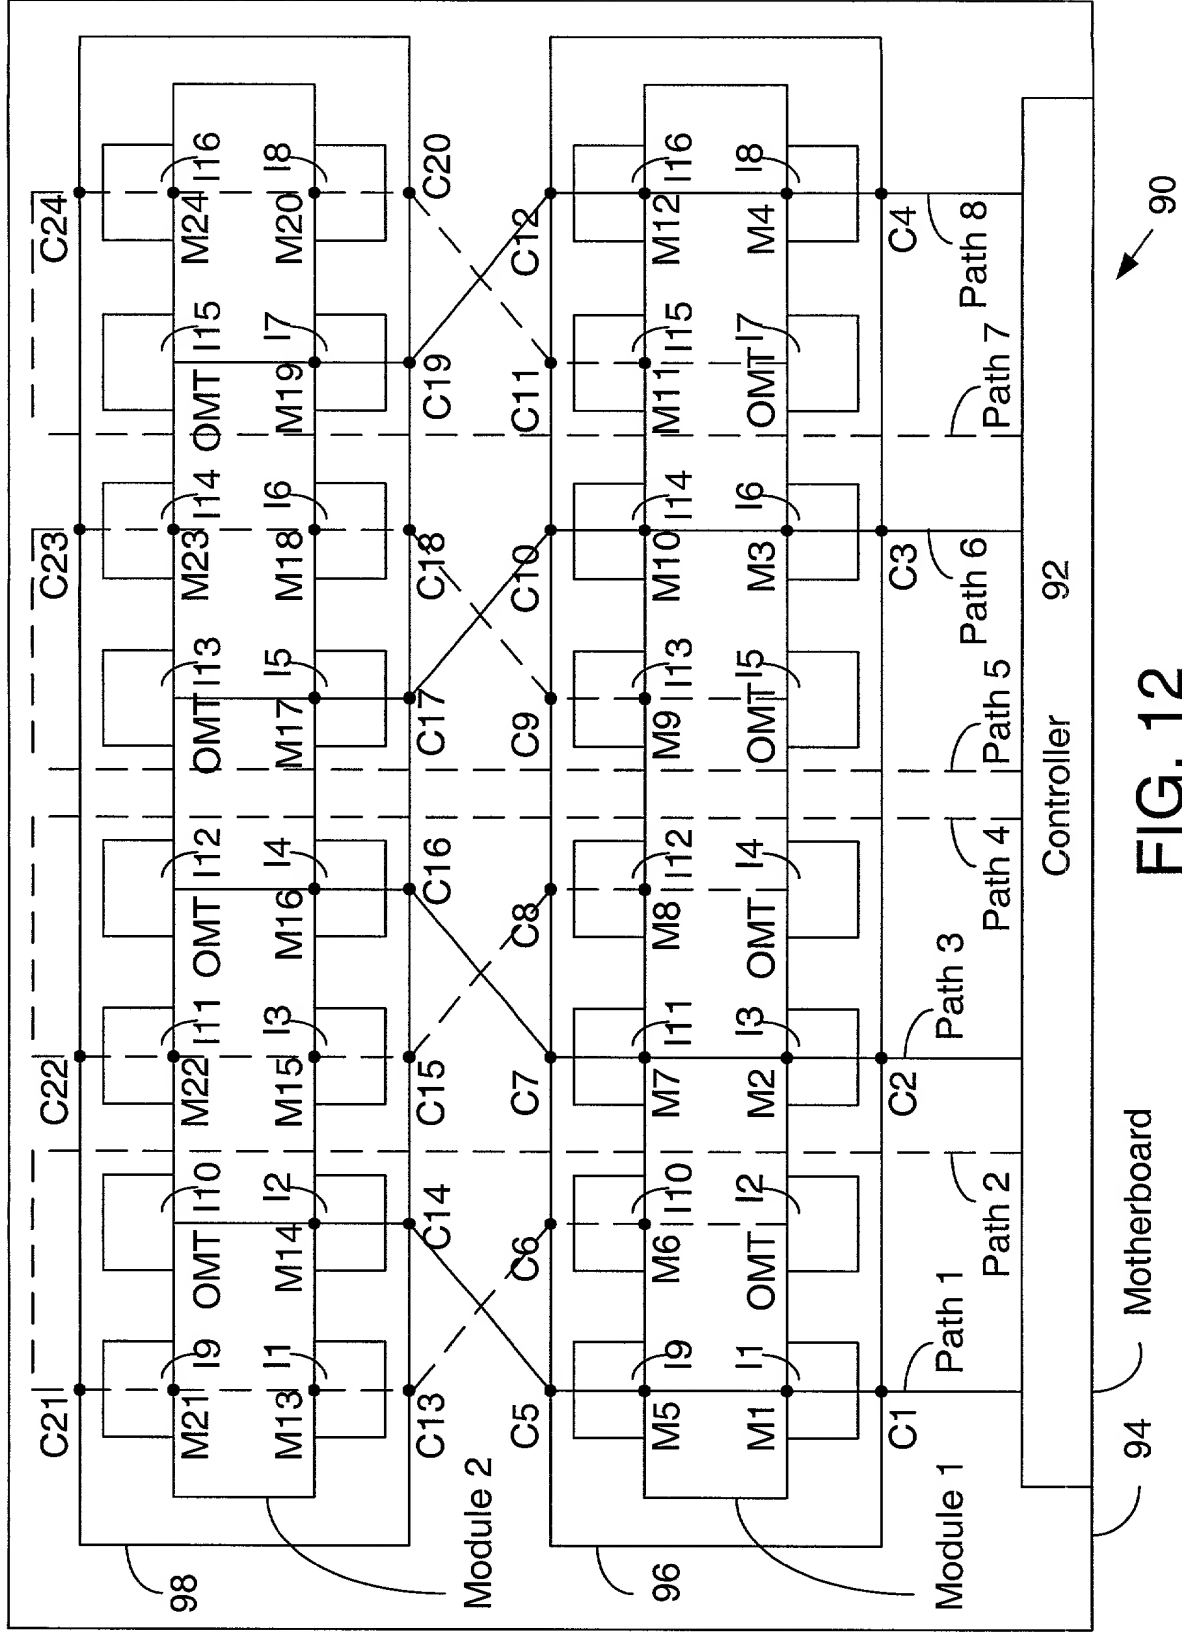 C21
C22
C23
C24
I9
I10
I11
I12
I13
I14
I15
I16
M21
OMT
M22
OMT
OMT
M23
OMT
M24
I1
I2
I3
I4
I5
I6
I7
I8
M13
M14
M15
M16
M17
M18
M19
M20
98
C13
C14
C15
C16
C17
C18
C19
C20
Module 2
C5
C6
C7
C8
C9
C10
C11
C12
I9
I10
I11
I12
I13
I14
I15
I16
M5
M6
M7
M8
M9
M10
M11
M12
96
I1
I2
I3
I4
I5
I6
I7
I8
M1
OMT
M2
OMT
OMT
M3
OMT
M4
C1
C2
C3
C4
Module 1
Path 1
Path 2
Path 3
Path 4
Path 5
Path 6
Path 7
Path 8
Controller
92
94
Motherboard
90
FIG. 12